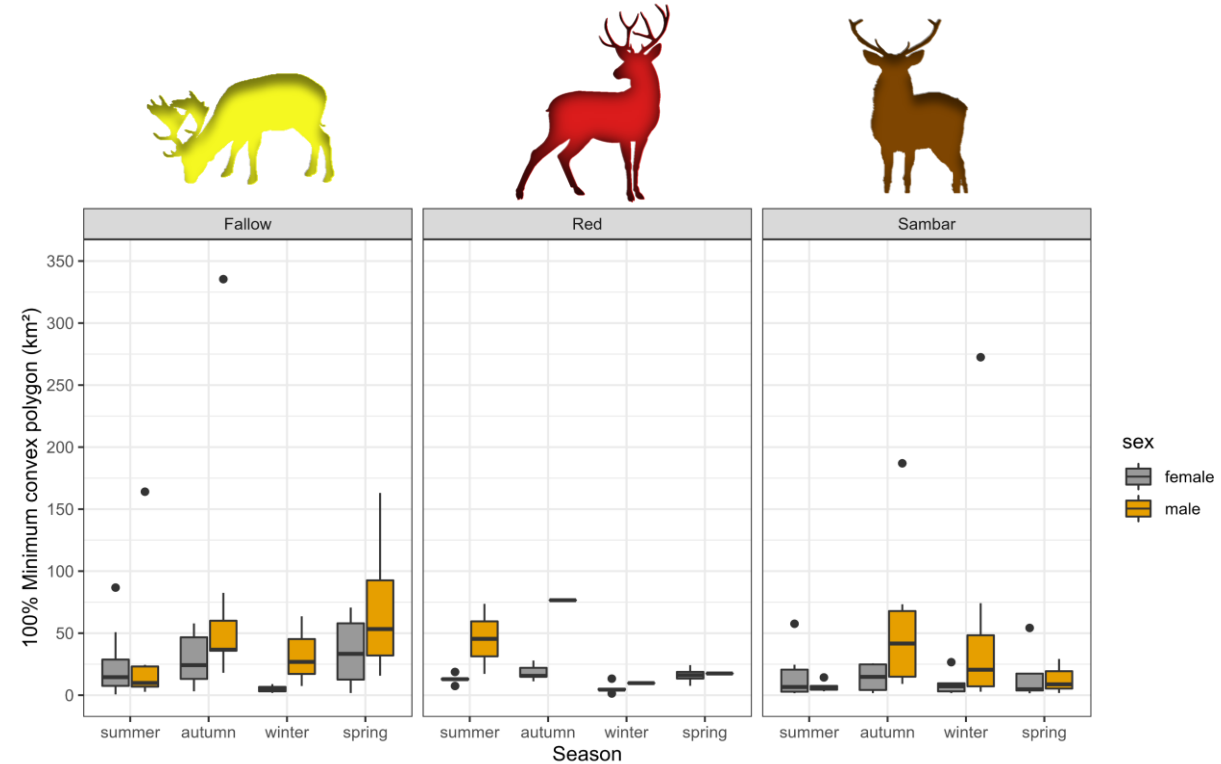 Fallow
Red
Sambar
100% Minimum convex polygon (km²)
350
300
250
200
150
100
50
0
summer autumn winter spring
summer autumn winter spring
summer autumn winter spring
Season
sex
female
male